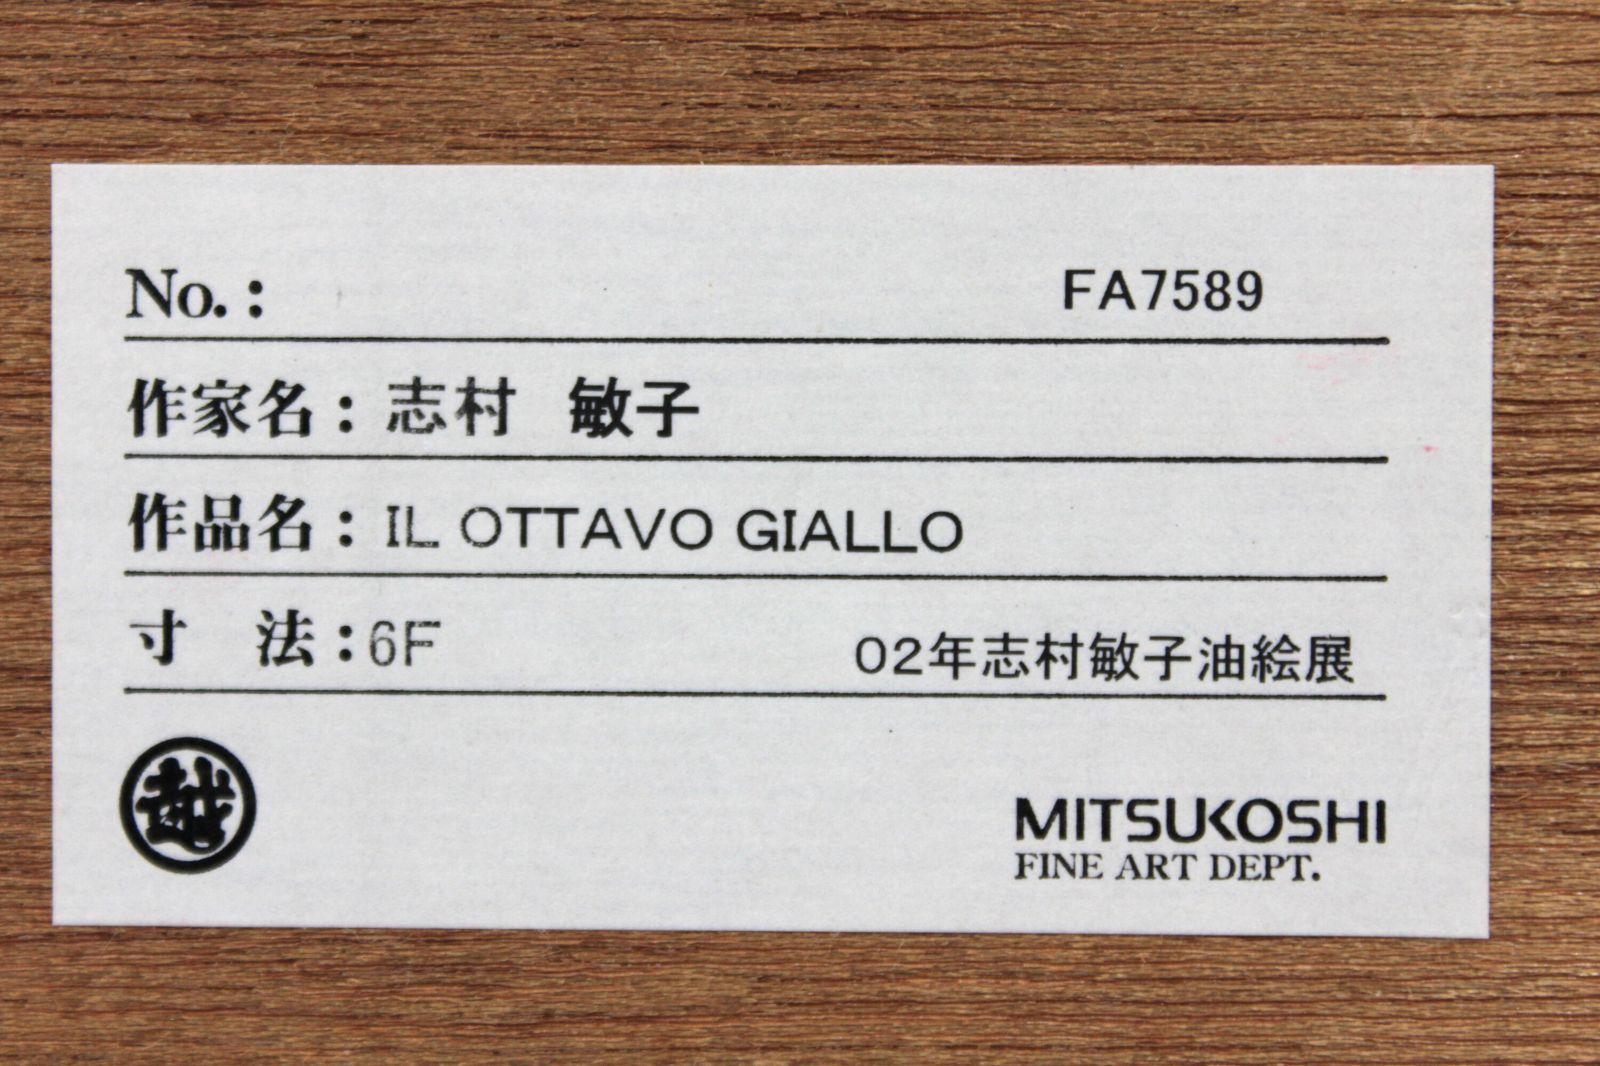 No.: FA7589
作家名：志村 敏子
作品名：IL OTTAVO GIALLO
寸 法：6F 02年志村敏子油絵展
越
MITSUKOSHI
FINE ART DEPT.